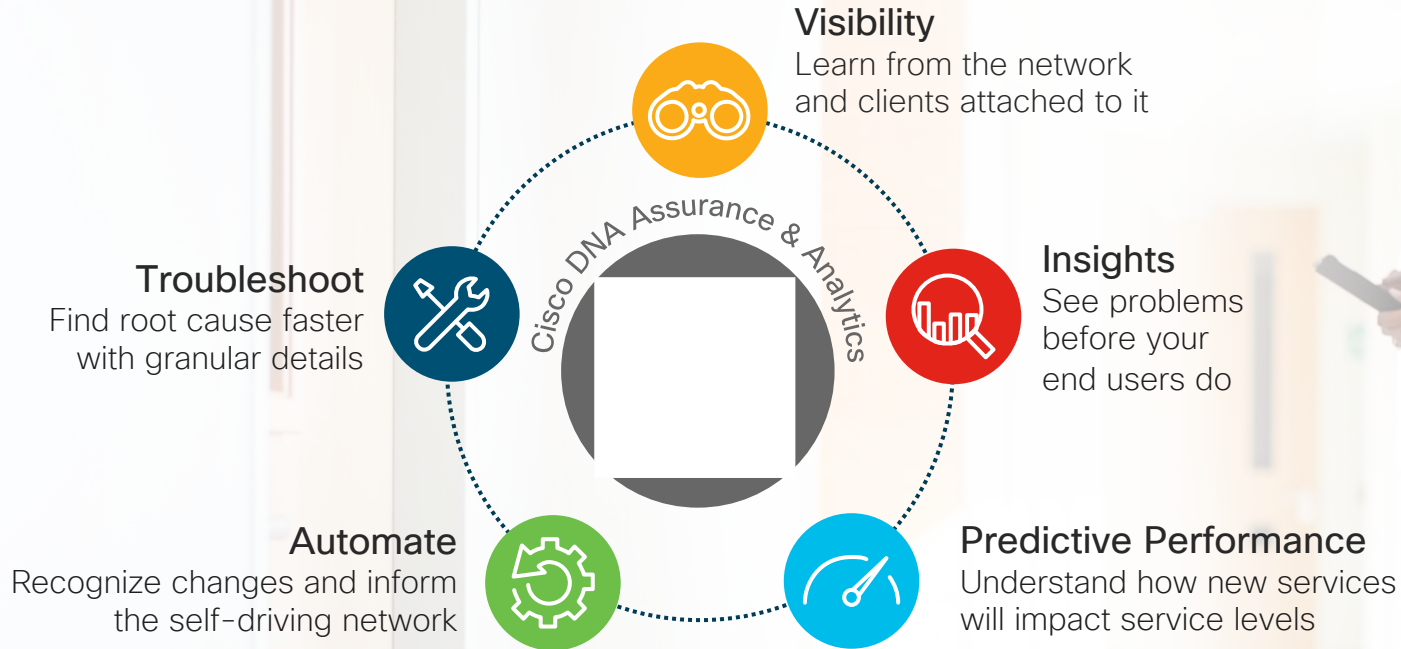 Visibility
Learn from the network
and clients attached to it
Cisco DNA Assurance & Analytics
Troubleshoot
Find root cause faster
with granular details
Insights
See problems
before your
end users do
Automate
Recognize changes and inform
the self-driving network
Predictive Performance
Understand how new services
will impact service levels